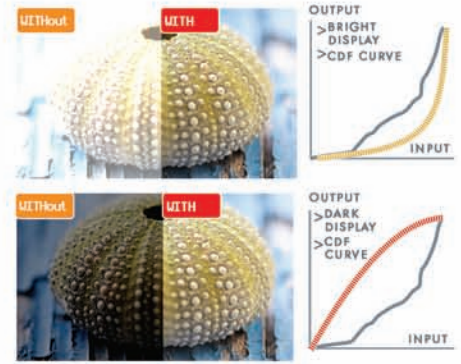 WITHout
WITH
OUTPUT
>BRIGHT
DISPLAY
>CDF CURVE
INPUT
WITHout
WITH
OUTPUT
>DARK
DISPLAY
>CDF
CURVE
INPUT